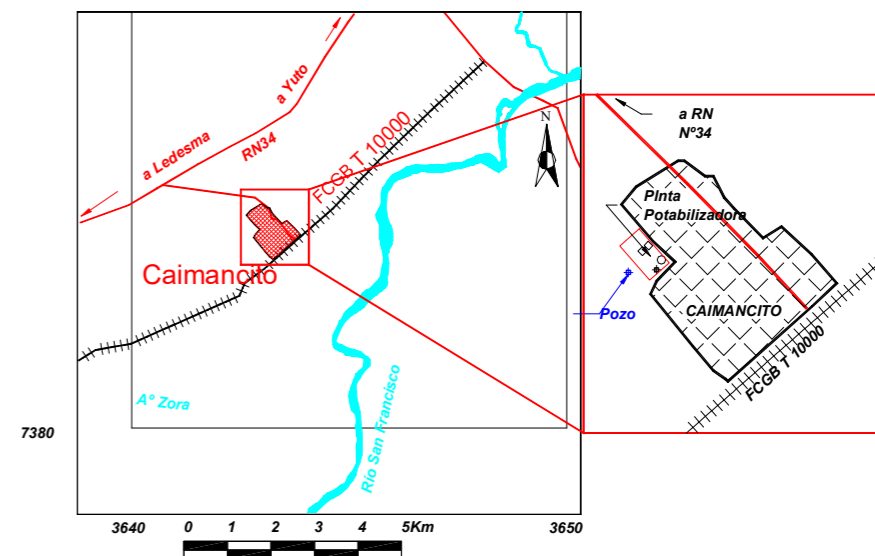 a Yuto
a Ledesma
RN34
FCGB T 10000
N
a RN
Nº34
Plnta
Potabilizadora
Caimancito
CAIMANCITO
Pozo
FCGB T 10000
Aº Zora
Río San Francisco
7380
3640
0 1 2 3 4 5Km
3650